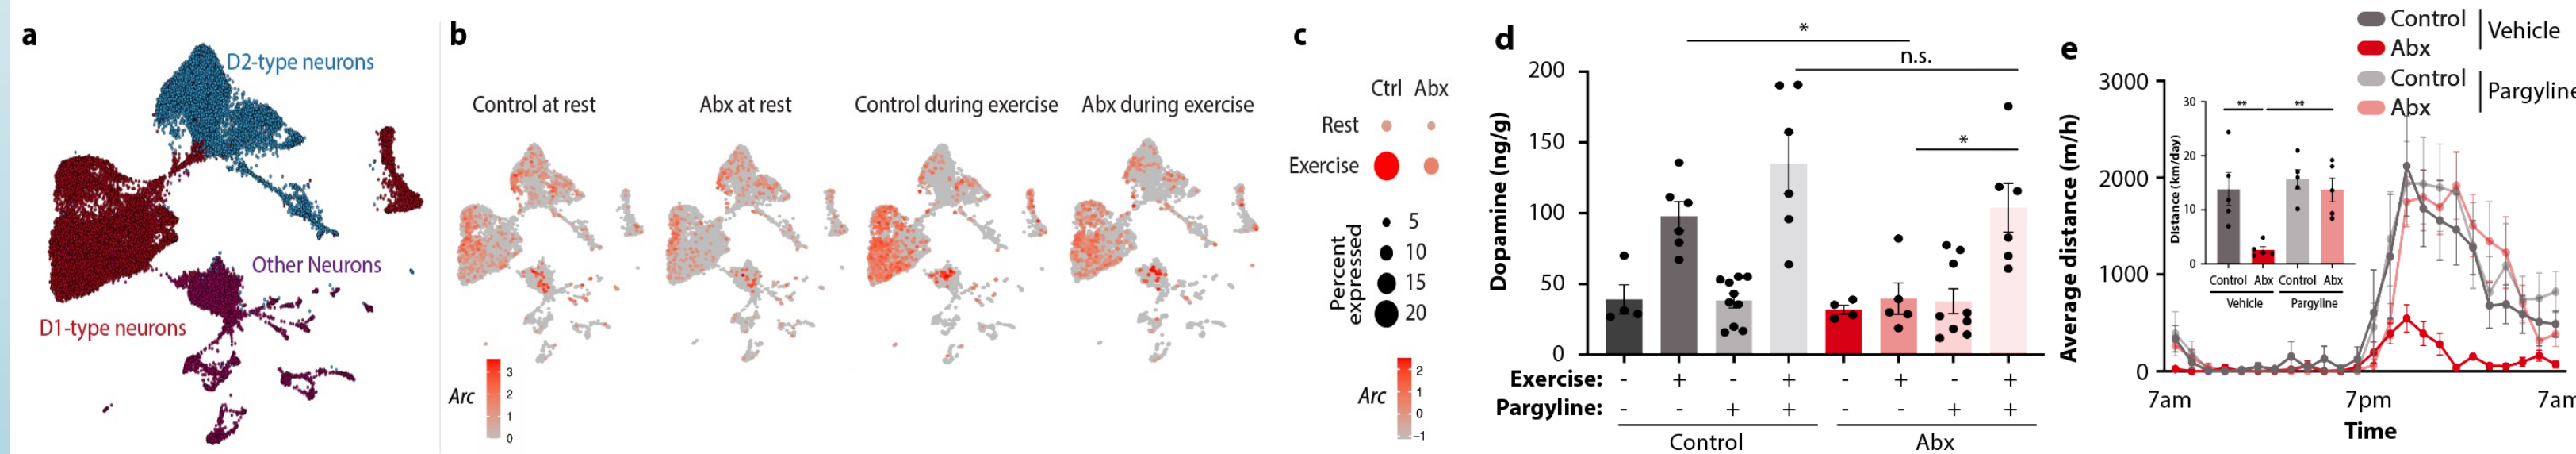 a
D2-type neurons
Other Neurons
D1-type neurons
b
Control at rest
Abx at rest
Control during exercise
Abx during exercise
Arc
3
2
1
0
c
Ctrl Abx
Rest
Exercise
Percent
expressed
5
10
15
20
Arc
2
1
0
−1
d
*
n.s.
*
Dopamine (ng/g)
200
150
100
50
0
Exercise: - + - + - + - +
Pargyline: - - + + - - + +
Control
Abx
e
Control
Abx
Vehicle
Control
Abx
Pargyline
Average distance (m/h)
3000
2000
1000
0
7am
7pm
7am
Time
Distance (km/day)
30
20
10
0
** **
Control Abx Control Abx
Vehicle Pargyline